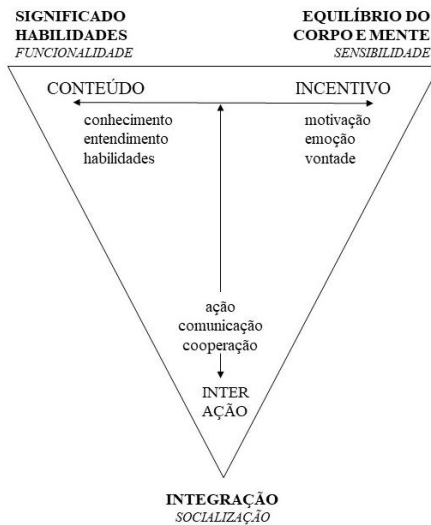 SIGNIFICADO
HABILIDADES
FUNCIONALIDADE
EQUILÍBRIO DO
CORPO E MENTE
SENSIBILIDADE
CONTEÚDO
INCENTIVO
conhecimento
entendimento
habilidades
motivação
emoção
vontade
ação
comunicação
cooperação
INTER
AÇÃO
INTEGRAÇÃO
SOCIALIZAÇÃO